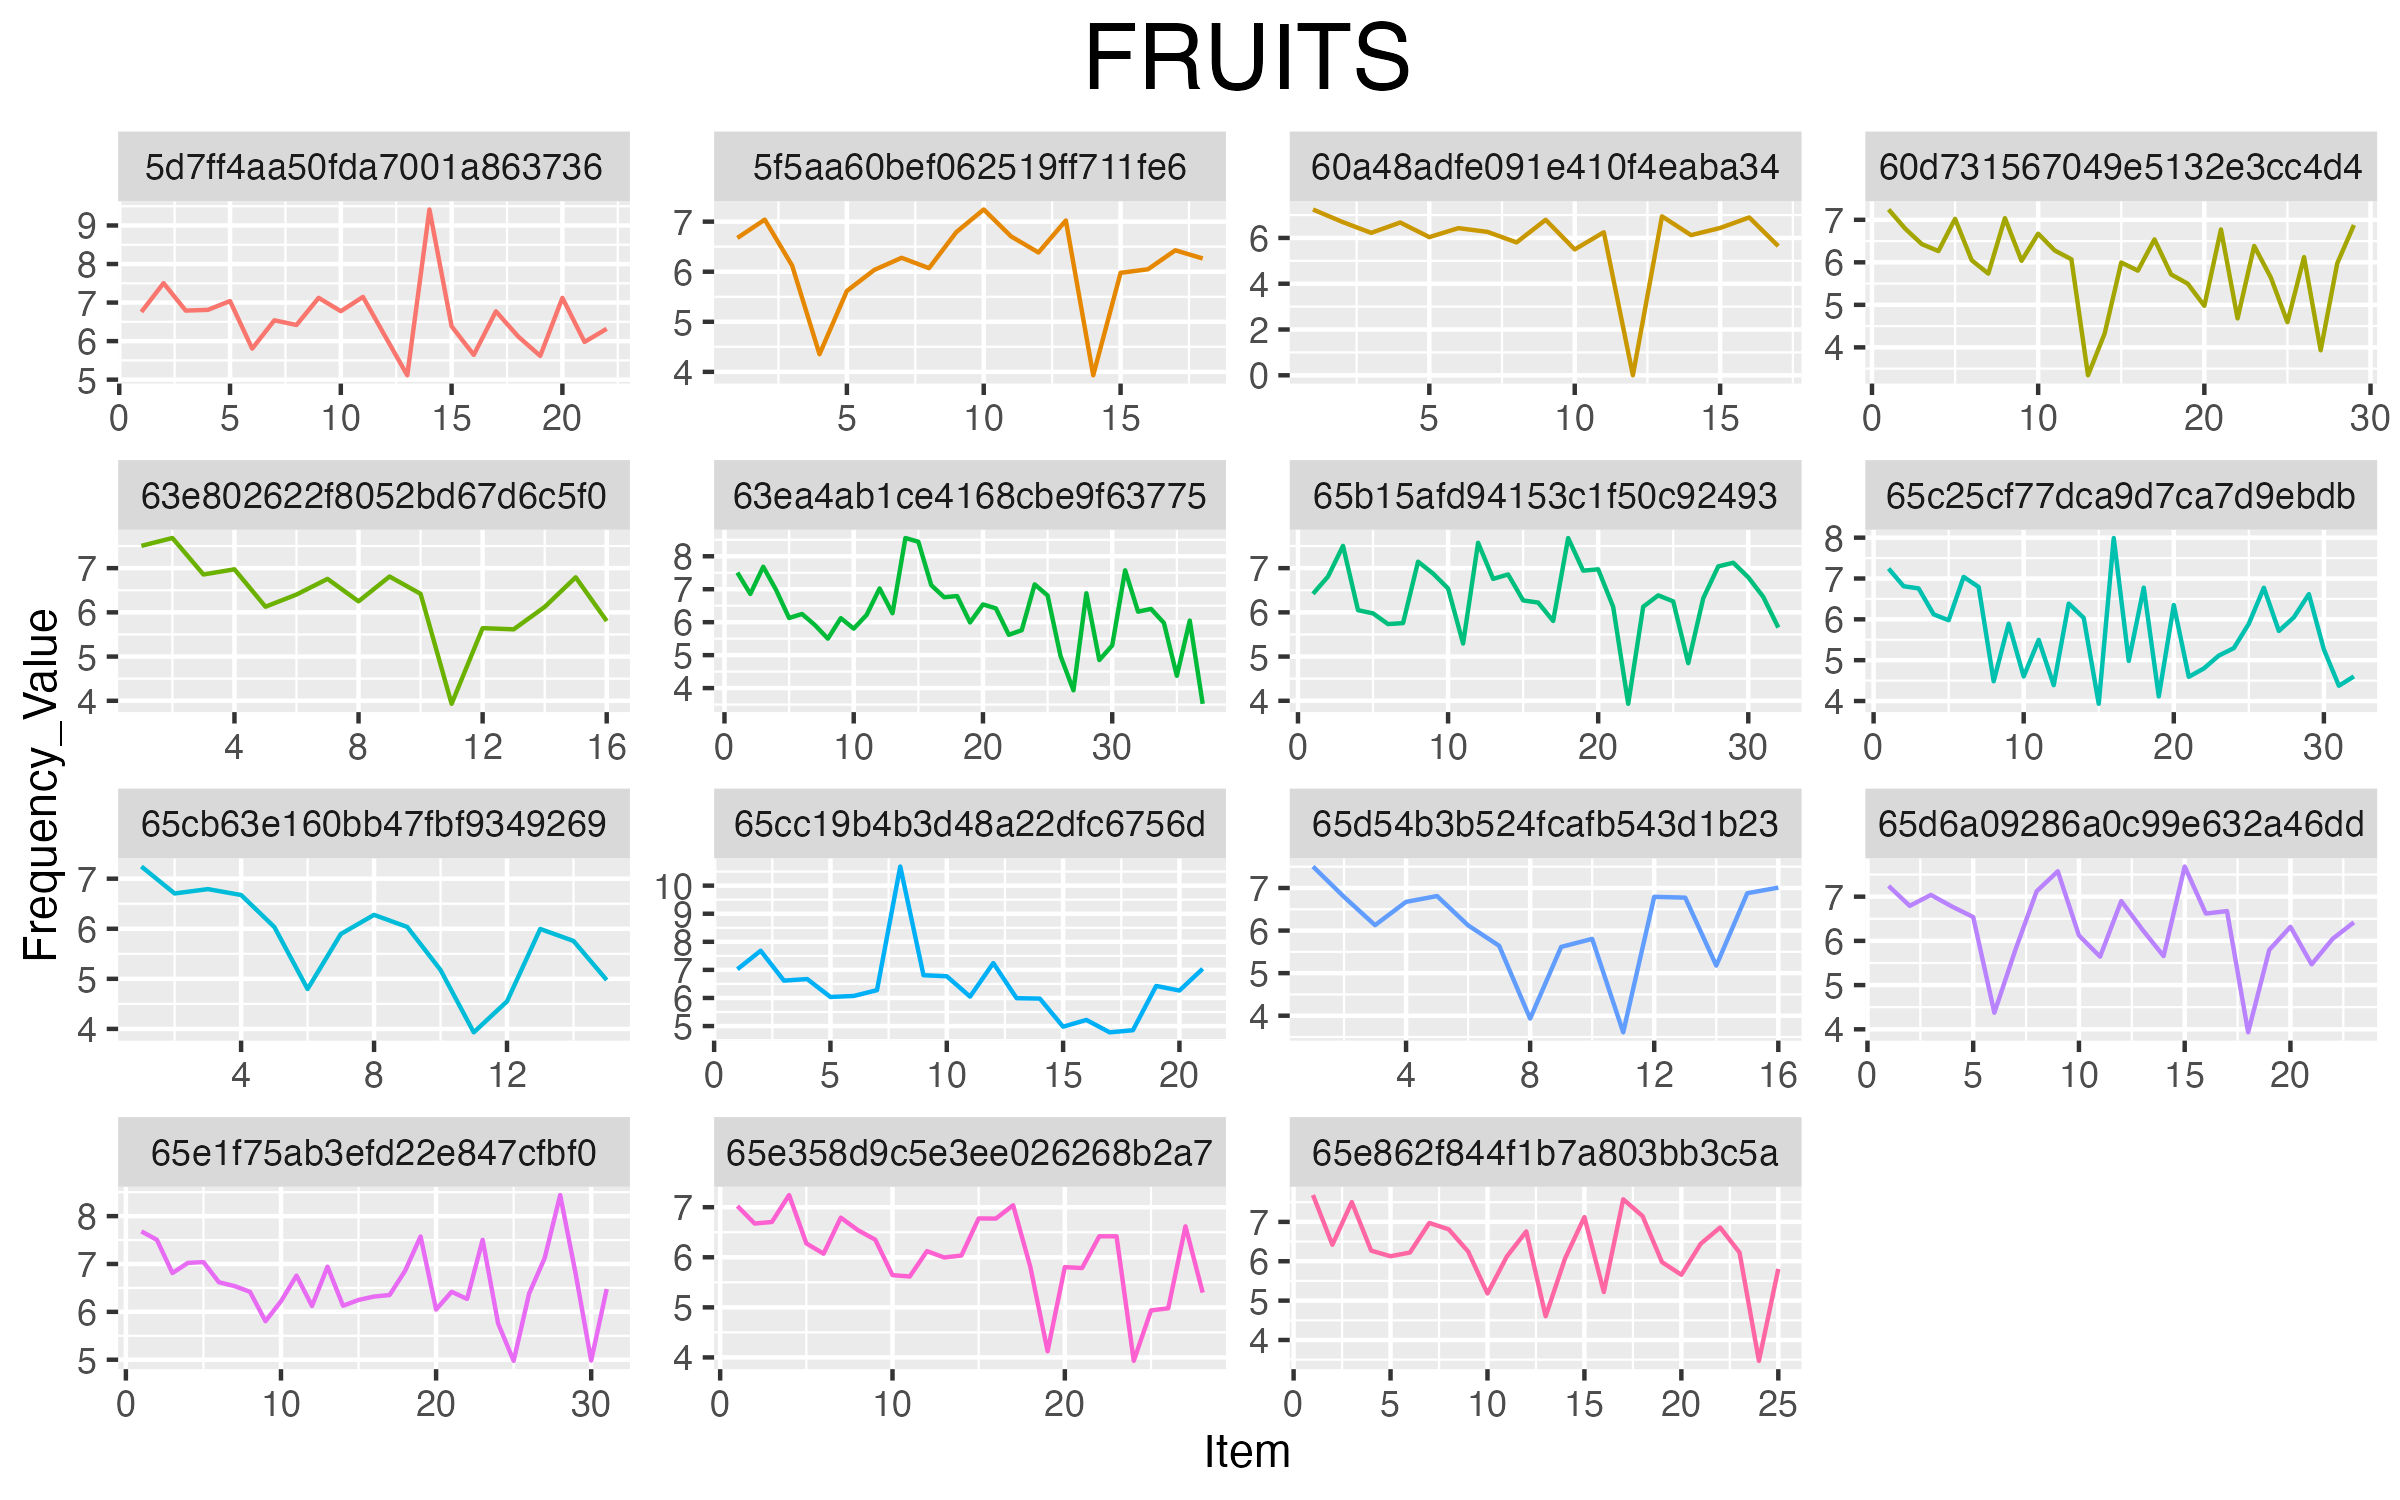 FRUITS
5d7ff4aa50fda7001a863736 5f5aa60bef062519ff711fe6 60a48adfe091e410f4eaba34 60d731567049e5132e3cc4d4
9 8 7 6 5
0 5 10 15 20
7 6 5 4
5 10 15
6 4 2 0
5 10 15
7 6 5 4
0 10 20 30
63e802622f8052bd67d6c5f0 63ea4ab1ce4168cbe9f63775 65b15afd94153c1f50c92493 65c25cf77dca9d7ca7d9ebdb
7 6 5 4
4 8 12 16
8 7 6 5 4
0 10 20 30
7 6 5 4
0 10 20 30
8 7 6 5 4
0 10 20 30
Frequency_Value
65cb63e160bb47fbf9349269 65cc19b4b3d48a22dfc6756d 65d54b3b524fcafb543d1b23 65d6a09286a0c99e632a46dd
7 6 5 4
4 8 12
10 9 8 7 6 5
0 5 10 15 20
7 6 5 4
4 8 12 16
7 6 5 4
0 5 10 15 20
65e1f75ab3efd22e847cfbf0 65e358d9c5e3ee026268b2a7 65e862f844f1b7a803bb3c5a
8 7 6 5
0 10 20 30
7 6 5 4
0 10 20
7 6 5 4
0 5 10 15 20 25
Item